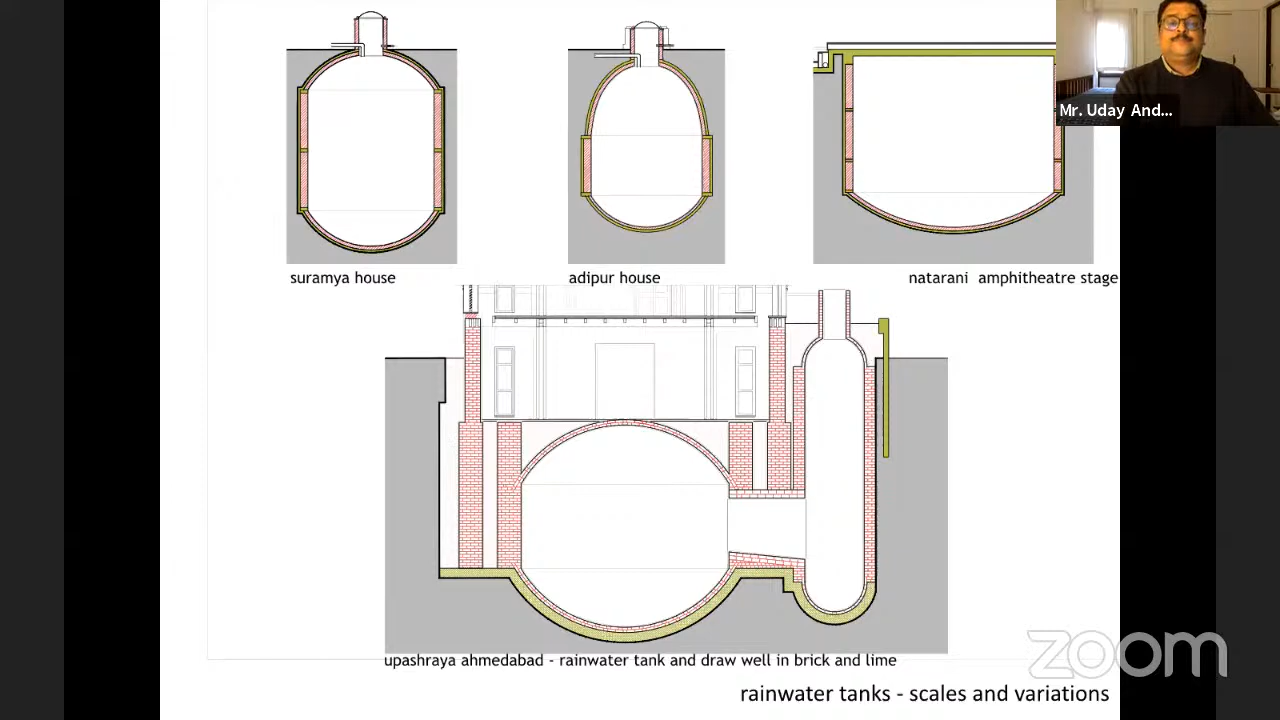 Mr. Uday And...
suramya house
adipur house
natarani amphitheatre stage
upashraya ahmedabad - rainwater tank and draw well in brick and lime
zoom
rainwater tanks - scales and variations